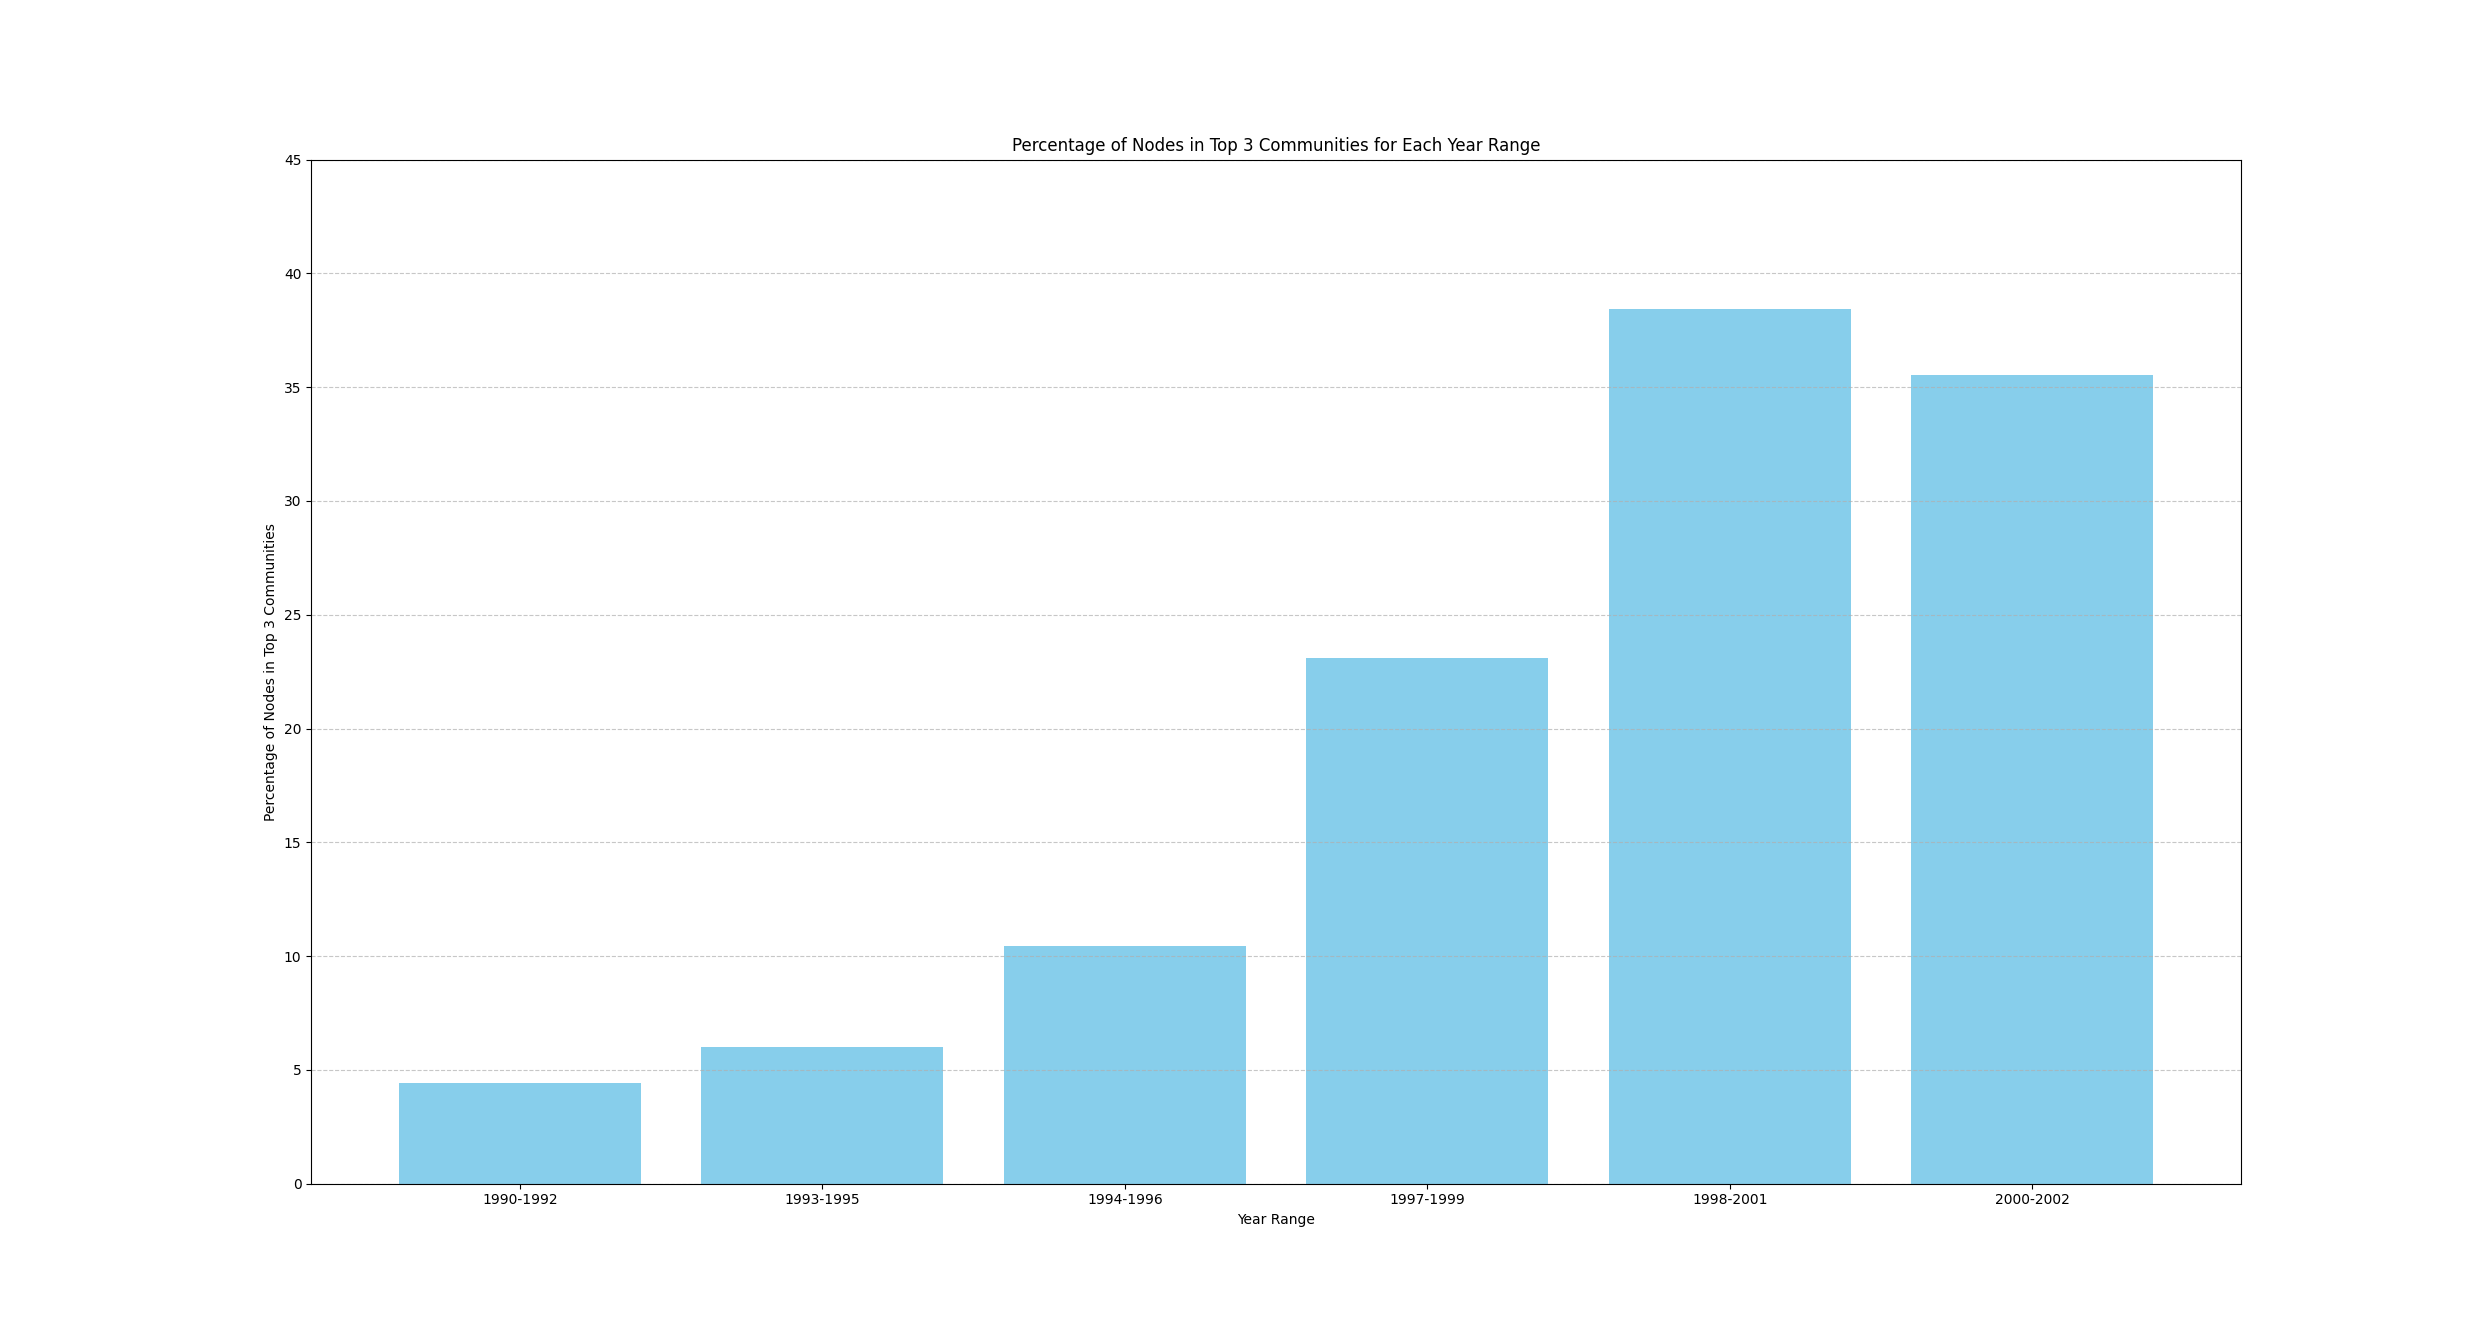 Percentage of Nodes in Top 3 Communities for Each Year Range
45
40
35
30
25
20
15
10
5
0
Percentage of Nodes in Top 3 Communities
1990-1992 1993-1995 1994-1996 1997-1999 1998-2001 2000-2002
Year Range